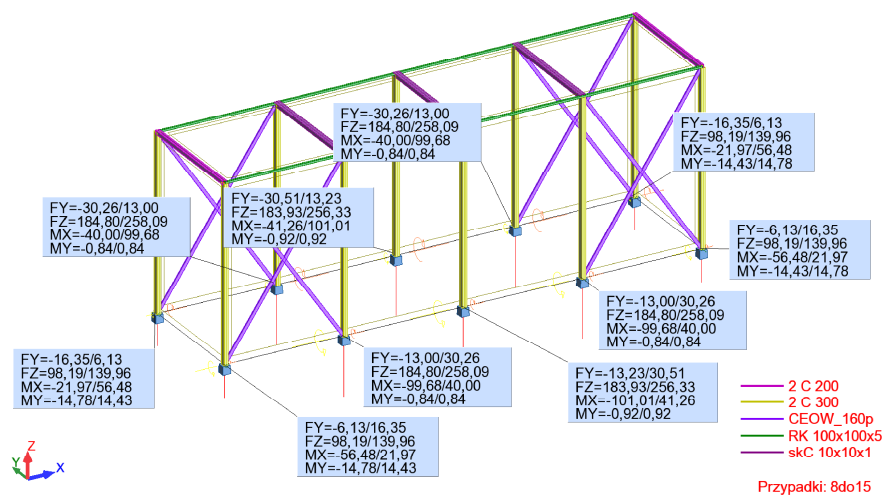 FY=-30,26/13,00
FZ=184,80/258,09
MX=-40,00/99,68
MY=-0,84/0,84
FY=-16,35/6,13
FZ=98,19/139,96
MX=-21,97/56,48
MY=-14,43/14,78
FY=-30,26/13,00
FZ=184,80/258,09
MX=-40,00/99,68
MY=-0,84/0,84
FY=-30,51/13,23
FZ=183,93/256,33
MX=-41,26/101,01
MY=-0,92/0,92
FY=-6,13/16,35
FZ=98,19/139,96
MX=-56,48/21,97
MY=-14,43/14,78
FY=-13,00/30,26
FZ=184,80/258,09
MX=-99,68/40,00
MY=-0,84/0,84
FY=-16,35/6,13
FZ=98,19/139,96
MX=-21,97/56,48
MY=-14,78/14,43
FY=-13,00/30,26
FZ=184,80/258,09
MX=-99,68/40,00
MY=-0,84/0,84
FY=-13,23/30,51
FZ=183,93/256,33
MX=-101,01/41,26
MY=-0,92/0,92
FY=-6,13/16,35
FZ=98,19/139,96
MX=-56,48/21,97
MY=-14,78/14,43
2 C 200
2 C 300
CEOW_160p
RK 100x100x5
skC 10x10x1
Z
Y
X
Przypadki: 8do15